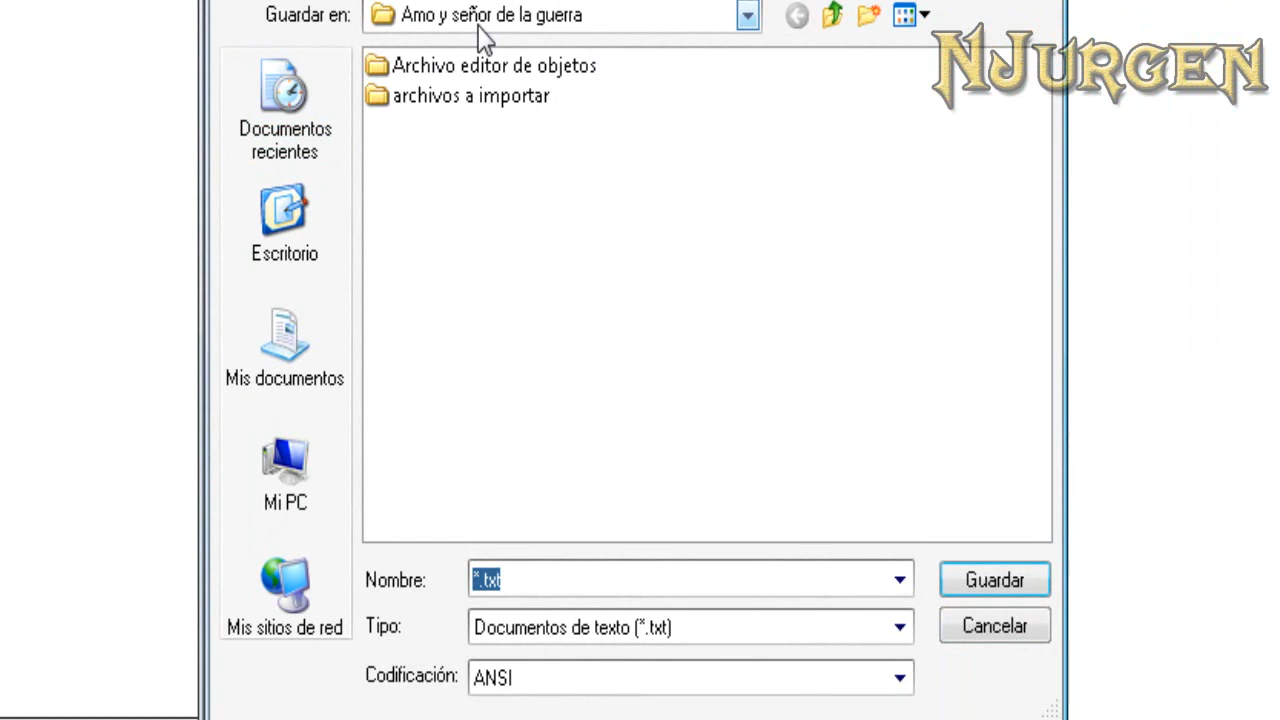 Guardar en:
Amo y señor de la guerra
NJURGEN
Archivo editor de objetos
archivos a importar
Documentos
recientes
Escritorio
Mis documentos
Mi PC
Mis sitios de red
Nombre:
*.txt
Guardar
Tipo:
Documentos de texto (*.txt)
Cancelar
Codificación:
ANSI